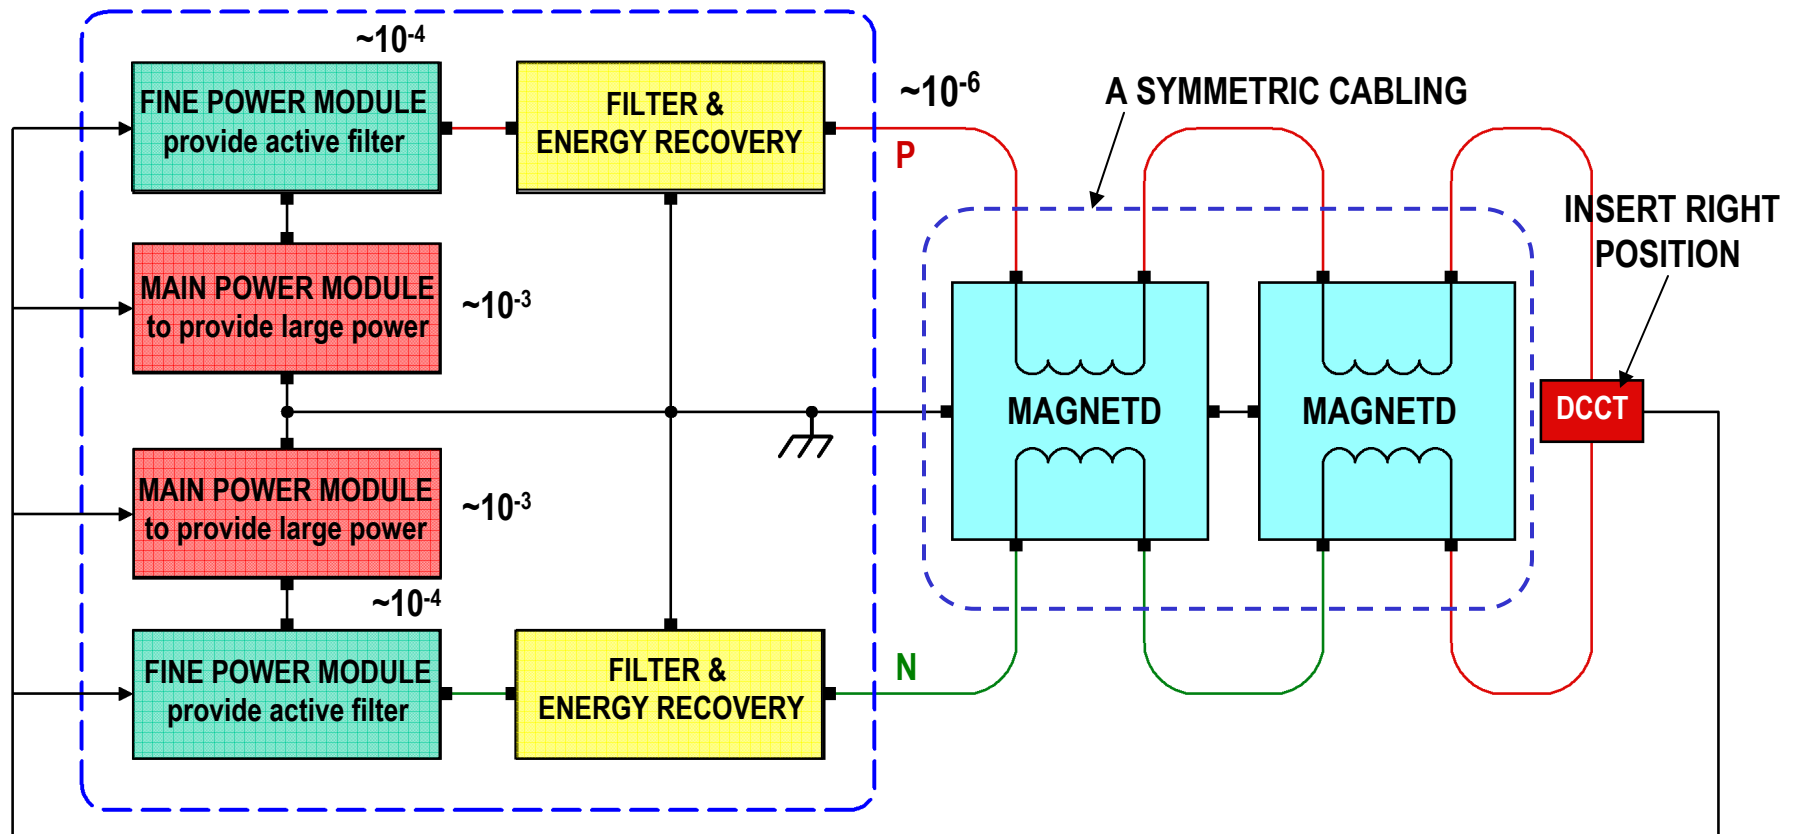 ~10-4
FINE POWER MODULE
provide active filter
FILTER &
ENERGY RECOVERY
~10-6
P
A SYMMETRIC CABLING
INSERT RIGHT
POSITION
MAIN POWER MODULE
to provide large power
~10-3
MAGNETD
MAGNETD
DCCT
MAIN POWER MODULE
to provide large power
~10-3
~10-4
FINE POWER MODULE
provide active filter
FILTER &
ENERGY RECOVERY
N